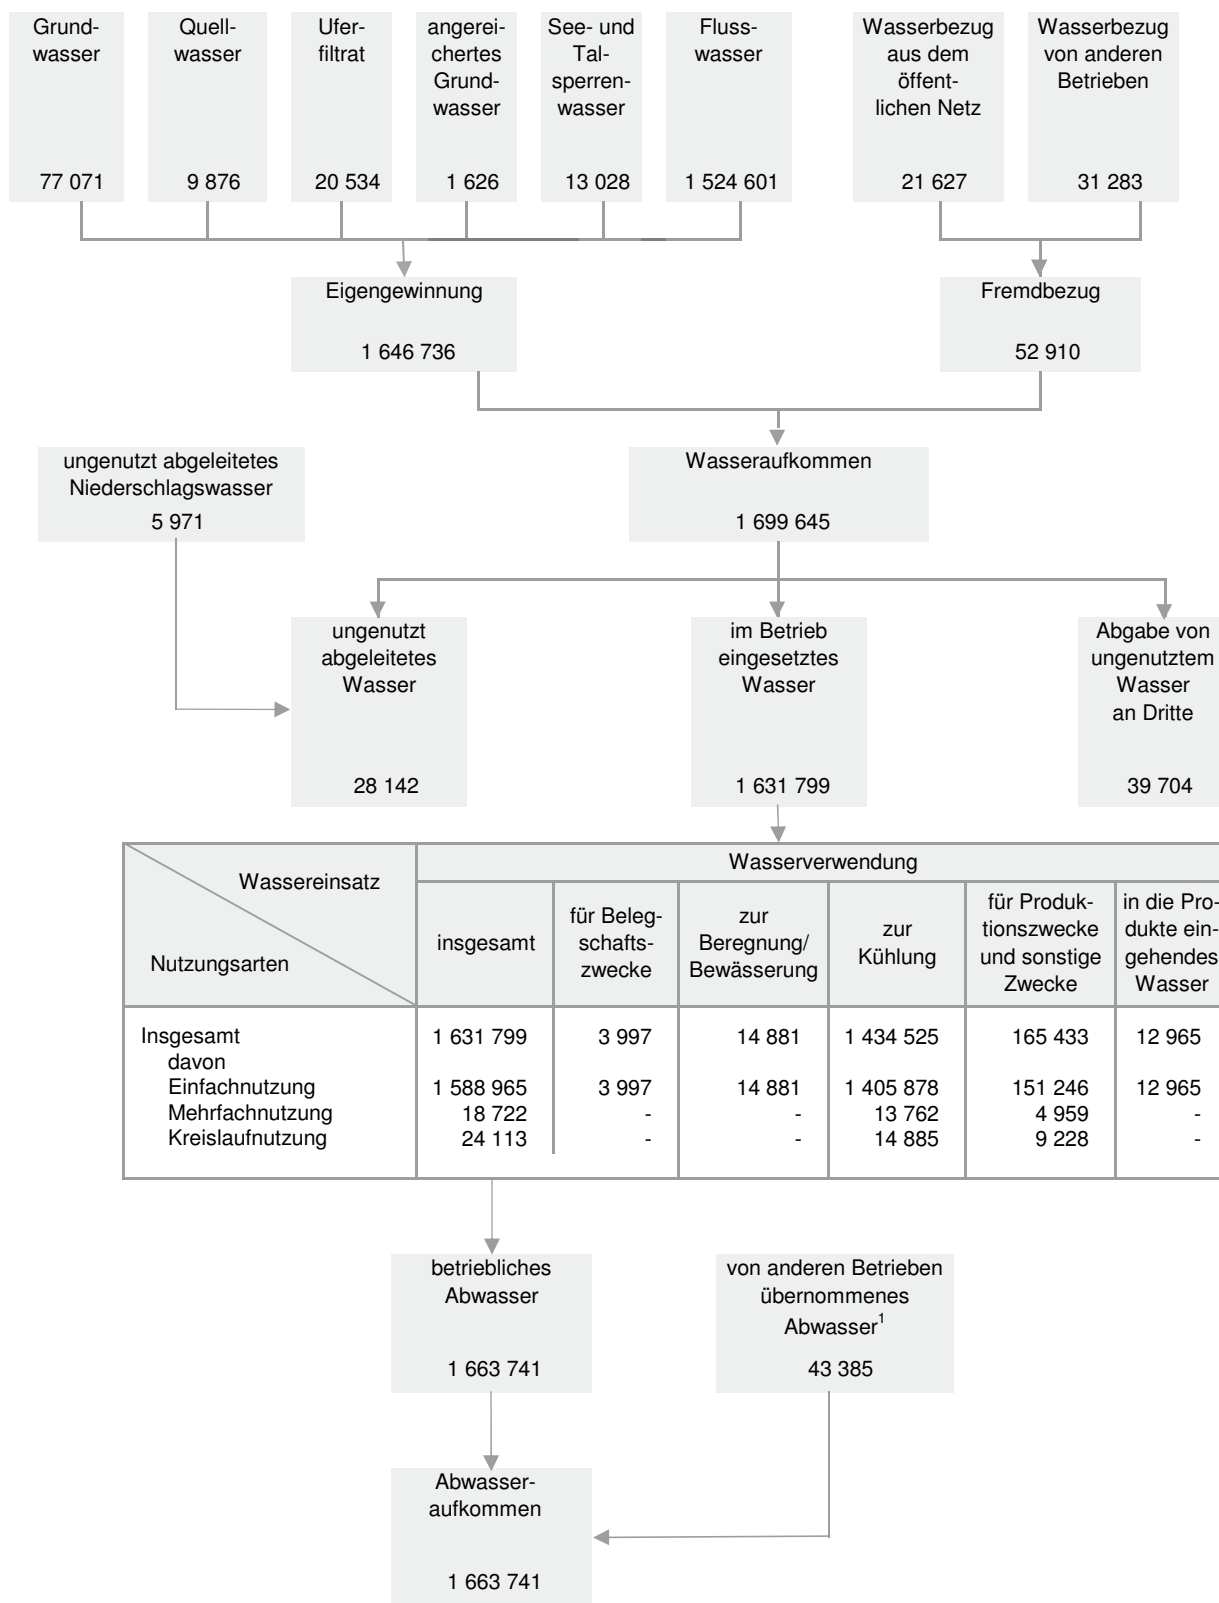 Grund-
wasser
77 071
Quell-
wasser
9 876
Ufer-
filtrat
20 534
angerei-
chertes
Grund-
wasser
1 626
See- und
Tal-
sperren-
wasser
13 028
Fluss-
wasser
1 524 601
Wasserbezug
aus dem
öffent-
lichen Netz
21 627
Wasserbezug
von anderen
Betrieben
31 283
Eigengewinnung
1 646 736
Fremdbezug
52 910
ungenutzt abgeleitetes
Niederschlagswasser
5 971
Wasseraufkommen
1 699 645
ungenutzt
abgeleitetes
Wasser
28 142
im Betrieb
eingesetztes
Wasser
1 631 799
Abgabe von
ungenutztem
Wasser
an Dritte
39 704
Wassereinsatz
Nutzungsarten
Wasserverwendung
insgesamt
für Beleg-
schafts-
zwecke
zur
Beregnung/
Bewässerung
zur
Kühlung
für Produk-
tionszwecke
und sonstige
Zwecke
in die Pro-
dukte ein-
gehendes
Wasser
Insgesamt 1 631 799 3 997 14 881 1 434 525 165 433 12 965
davon
Einfachnutzung 1 588 965 3 997 14 881 1 405 878 151 246 12 965
Mehrfachnutzung 18 722 - - 13 762 4 959 -
Kreislaufnutzung 24 113 - - 14 885 9 228 -
betriebliches
Abwasser
1 663 741
von anderen Betrieben
übernommenes
Abwasser¹
43 385
Abwasser-
aufkommen
1 663 741